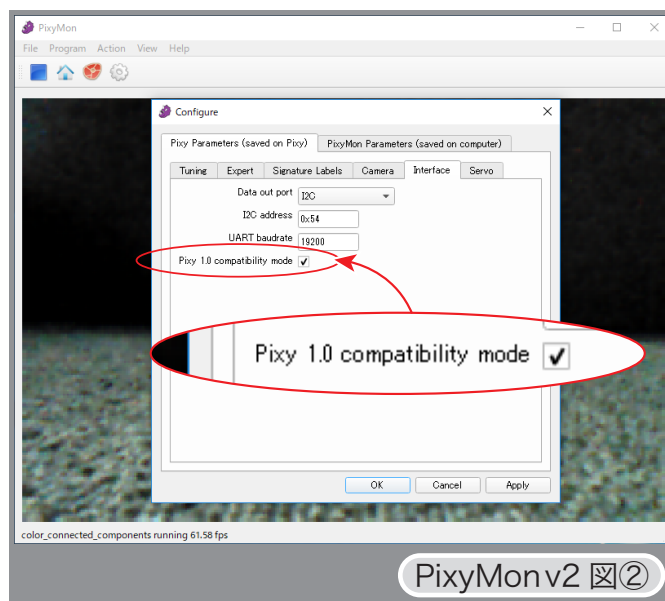 PixyMon
File Program Action View Help
Configure
Pixy Parameters (saved on Pixy) PixyMon Parameters (saved on computer)
Tuning Expert Signature Labels Camera Interface Servo
Data out port I2C
I2C address 0x54
UART baudrate 19200
Pixy 1.0 compatibility mode
Pixy 1.0 compatibility mode
OK Cancel Apply
color_connected_components running 61.58 fps
PixyMon v2 図②